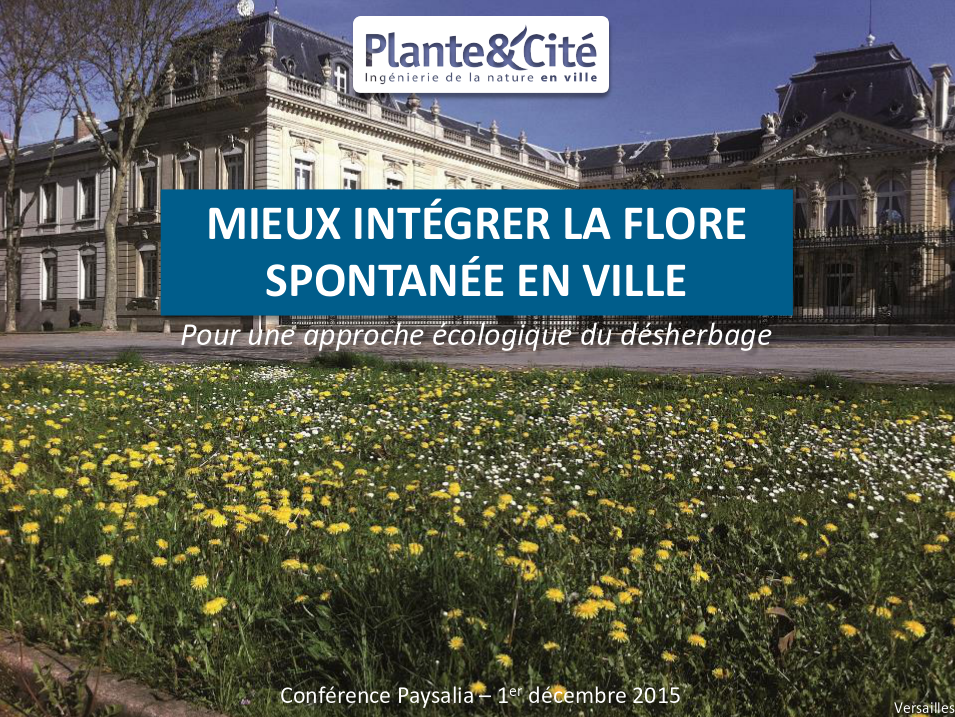 Plante&Cité
Ingénierie de la nature en ville
MIEUX INTÉGRER LA FLORE
SPONTANÉE EN VILLE
Pour une approche écologique du désherbage
Conférence Paysalia – 1er décembre 2015
Versailles